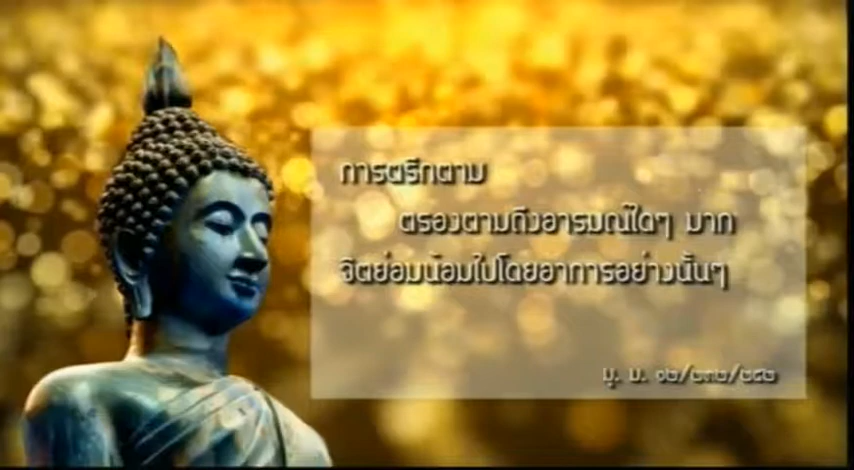 การตรึกตาม
ตรองตามถึงอารมณ์ใดๆ มาก
จิตย่อมน้อมไปโดยอาการอย่างนั้นๆ
มู. ม. ๑๒/๒๓๒/๒๕๒